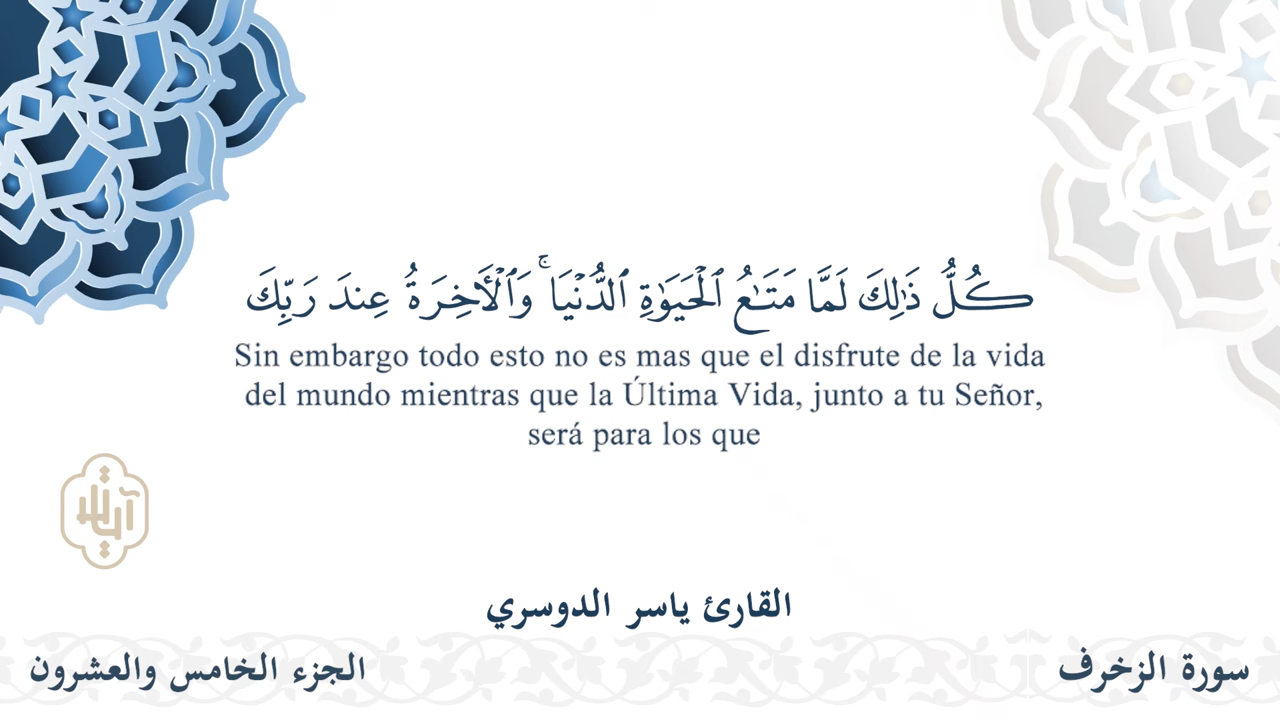 كُلُّ ذَٰلِكَ لَمَّا مَتَـٰعُ ٱلْحَيَوٰةِ ٱلدُّنْيَا ۚ وَٱلْأَخِرَةُ عِندَ رَبِّكَ
Sin embargo todo esto no es mas que el disfrute de la vida
del mundo mientras que la Última Vida, junto a tu Señor,
será para los que
القارئ ياسر الدوسري
سورة الزخرف
الجزء الخامس والعشرون